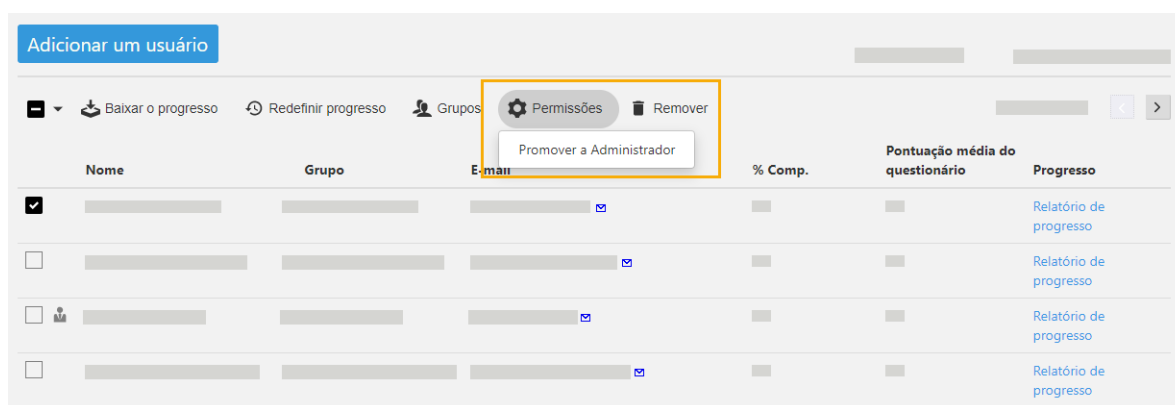 Adicionar um usuário
Baixar o progresso Redefinir progresso Grupos Permissões Remover
Promover a Administrador
Nome Grupo E-mail % Comp. Pontuação média do questionário Progresso
Relatório de
progresso
Relatório de
progresso
Relatório de
progresso
Relatório de
progresso